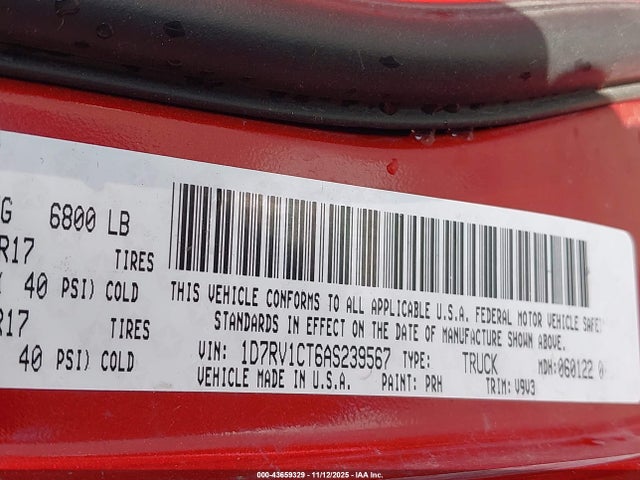 G 6800 LB
R17 TIRES
40 PSI) COLD
R17 TIRES
40 PSI) COLD
THIS VEHICLE CONFORMS TO ALL APPLICABLE U.S.A. FEDERAL MOTOR VEHICLE SAFE
STANDARDS IN EFFECT ON THE DATE OF MANUFACTURE SHOWN ABOVE.
VIN: 1D7RV1CT6AS239567 TYPE: TRUCK MDH:060122 0
VEHICLE MADE IN U.S.A. PAINT: PRH TRIM: V9V3
000-43659329 - 11/12/2025 - IAA Inc.